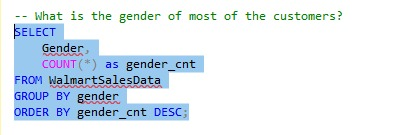 -- What is the gender of most of the customers?
SELECT
    Gender,
    COUNT(*) as gender_cnt
FROM WalmartSalesData
GROUP BY gender
ORDER BY gender_cnt DESC;